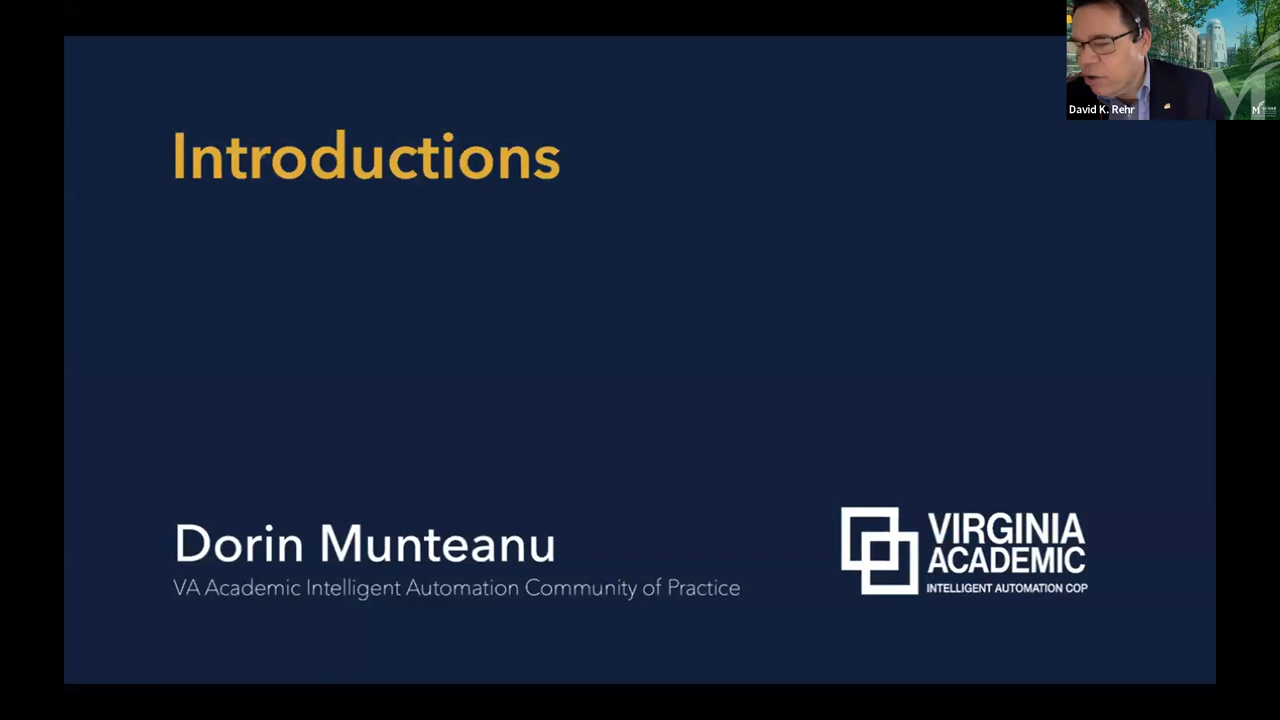 Introductions
David K. Rehr
Dorin Munteanu
VA Academic Intelligent Automation Community of Practice
VIRGINIA
ACADEMIC
INTELLIGENT AUTOMATION COP